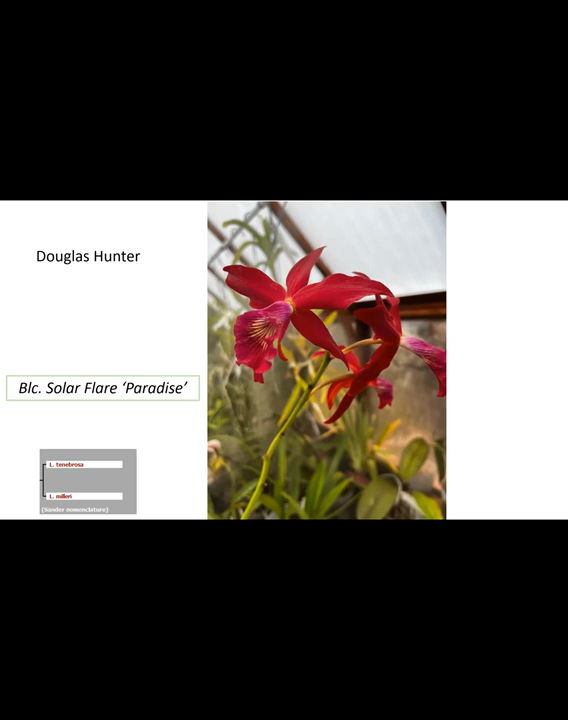 Douglas Hunter
Blc. Solar Flare ‘Paradise’
L. tenebrosa
L. milleri
(Sander nomenclature)